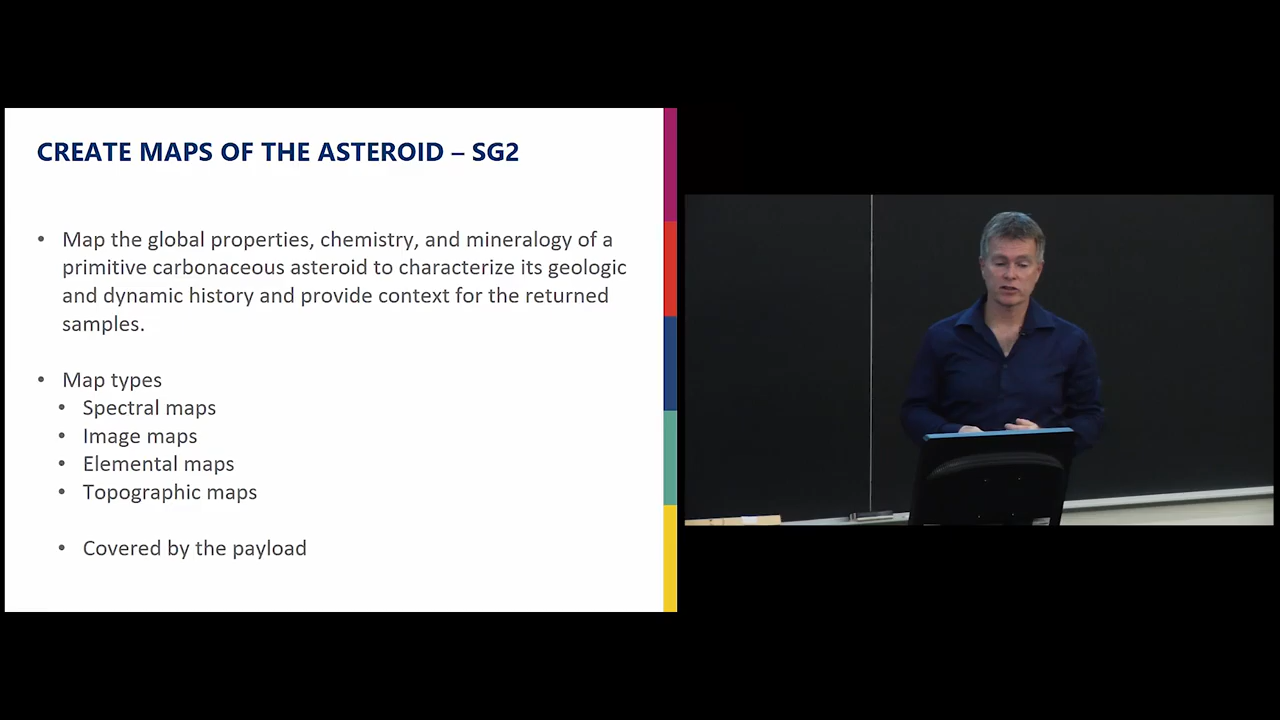 CREATE MAPS OF THE ASTEROID – SG2
• Map the global properties, chemistry, and mineralogy of a
primitive carbonaceous asteroid to characterize its geologic
and dynamic history and provide context for the returned
samples.
• Map types
• Spectral maps
• Image maps
• Elemental maps
• Topographic maps
• Covered by the payload